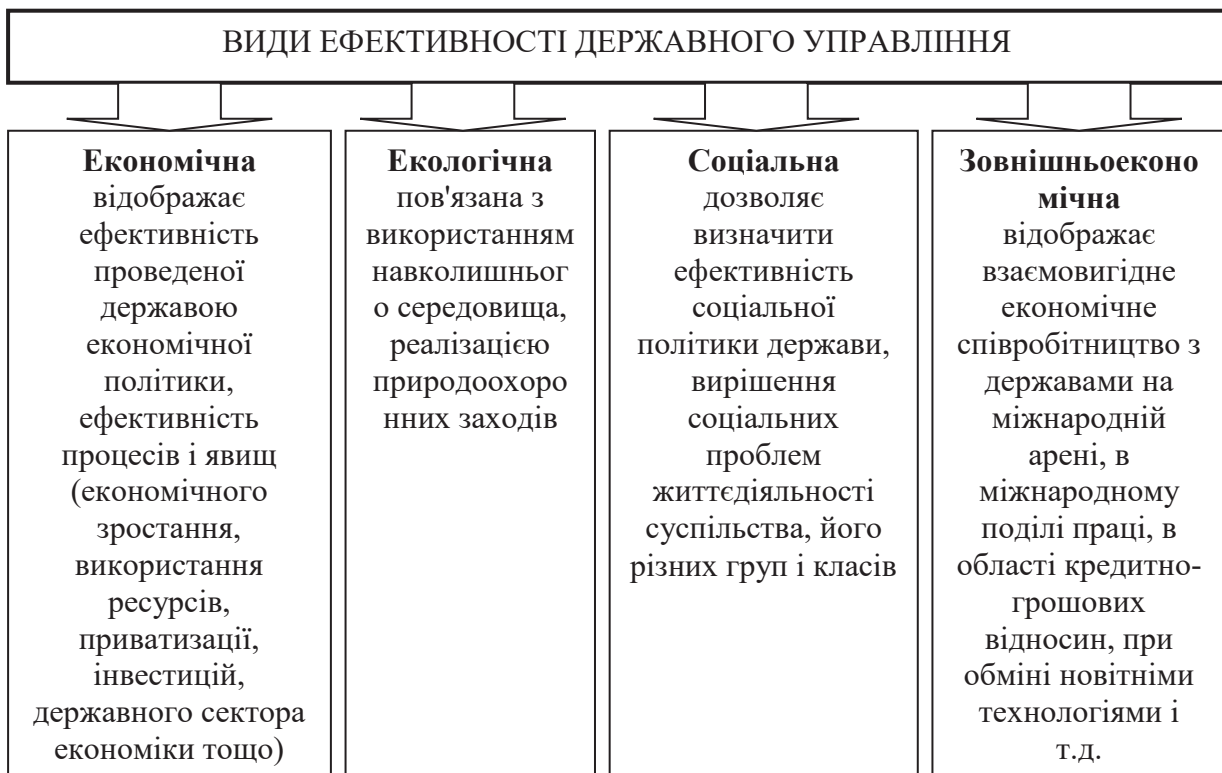 ВИДИ ЕФЕКТИВНОСТІ ДЕРЖАВНОГО УПРАВЛІННЯ
Економічна
відображає
ефективність
проведеної
державою
економічної
політики,
ефективність
процесів і явищ
(економічного
зростання,
використання
ресурсів,
приватизації,
інвестицій,
державного сектора
економіки тощо)
Екологічна
пов'язана з
використанням
навколишньог
о середовища,
реалізацією
природоохоро
нних заходів
Соціальна
дозволяє
визначити
ефективність
соціальної
політики держави,
вирішення
соціальних
проблем
життєдіяльності
суспільства, його
різних груп і класів
Зовнішньоеконо
мічна
відображає
взаємовигідне
економічне
співробітництво з
державами на
міжнародній
арені, в
міжнародному
поділі праці, в
області кредитно-
грошових
відносин, при
обміні новітніми
технологіями і
т.д.